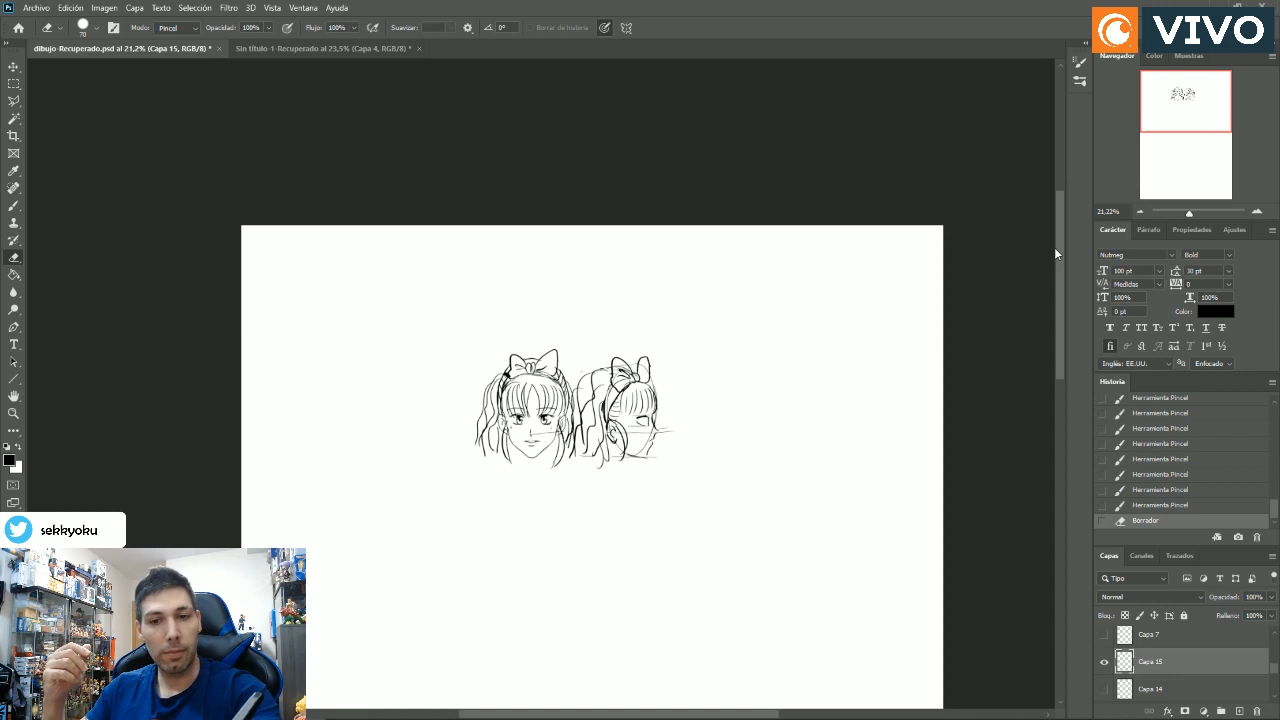 Ps Archivo Edición Imagen Capa Texto Selección Filtro 3D Vista Ventana Ayuda
70 Modo: Pincel Opacidad: 100% Flujo: 100% Suavizar: 0° Borrar de historia
dibujo-Recuperado.psd al 21,2% (Capa 15, RGB/8) * × Sin título-1-Recuperado al 23,5% (Capa 4, RGB/8) * ×
VIVO
Navegador Color Muestras
21,22%
Carácter Párrafo Propiedades Ajustes
Nutmeg Bold
100 pt 30 pt
Medidas 0
100% 100%
0 pt Color:
Inglés: EE.UU. aa Enfocado
Historia
Herramienta Pincel
Herramienta Pincel
Herramienta Pincel
Herramienta Pincel
Herramienta Pincel
Herramienta Pincel
Herramienta Pincel
Herramienta Pincel
Borrador
Capas Canales Trazados
Tipo
Normal Opacidad: 100%
Bloq.: Relleno: 100%
Capa 7
Capa 15
Capa 14
sekkyoku